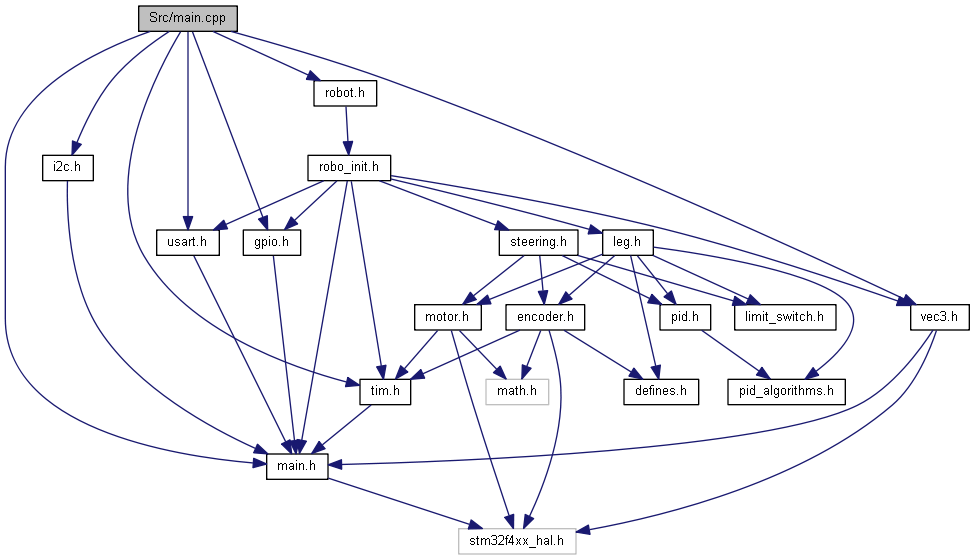 Src/main.cpp
robot.h
i2c.h
robo_init.h
usart.h
gpio.h
steering.h
leg.h
motor.h
encoder.h
pid.h
limit_switch.h
vec3.h
tim.h
math.h
defines.h
pid_algorithms.h
main.h
stm32f4xx_hal.h